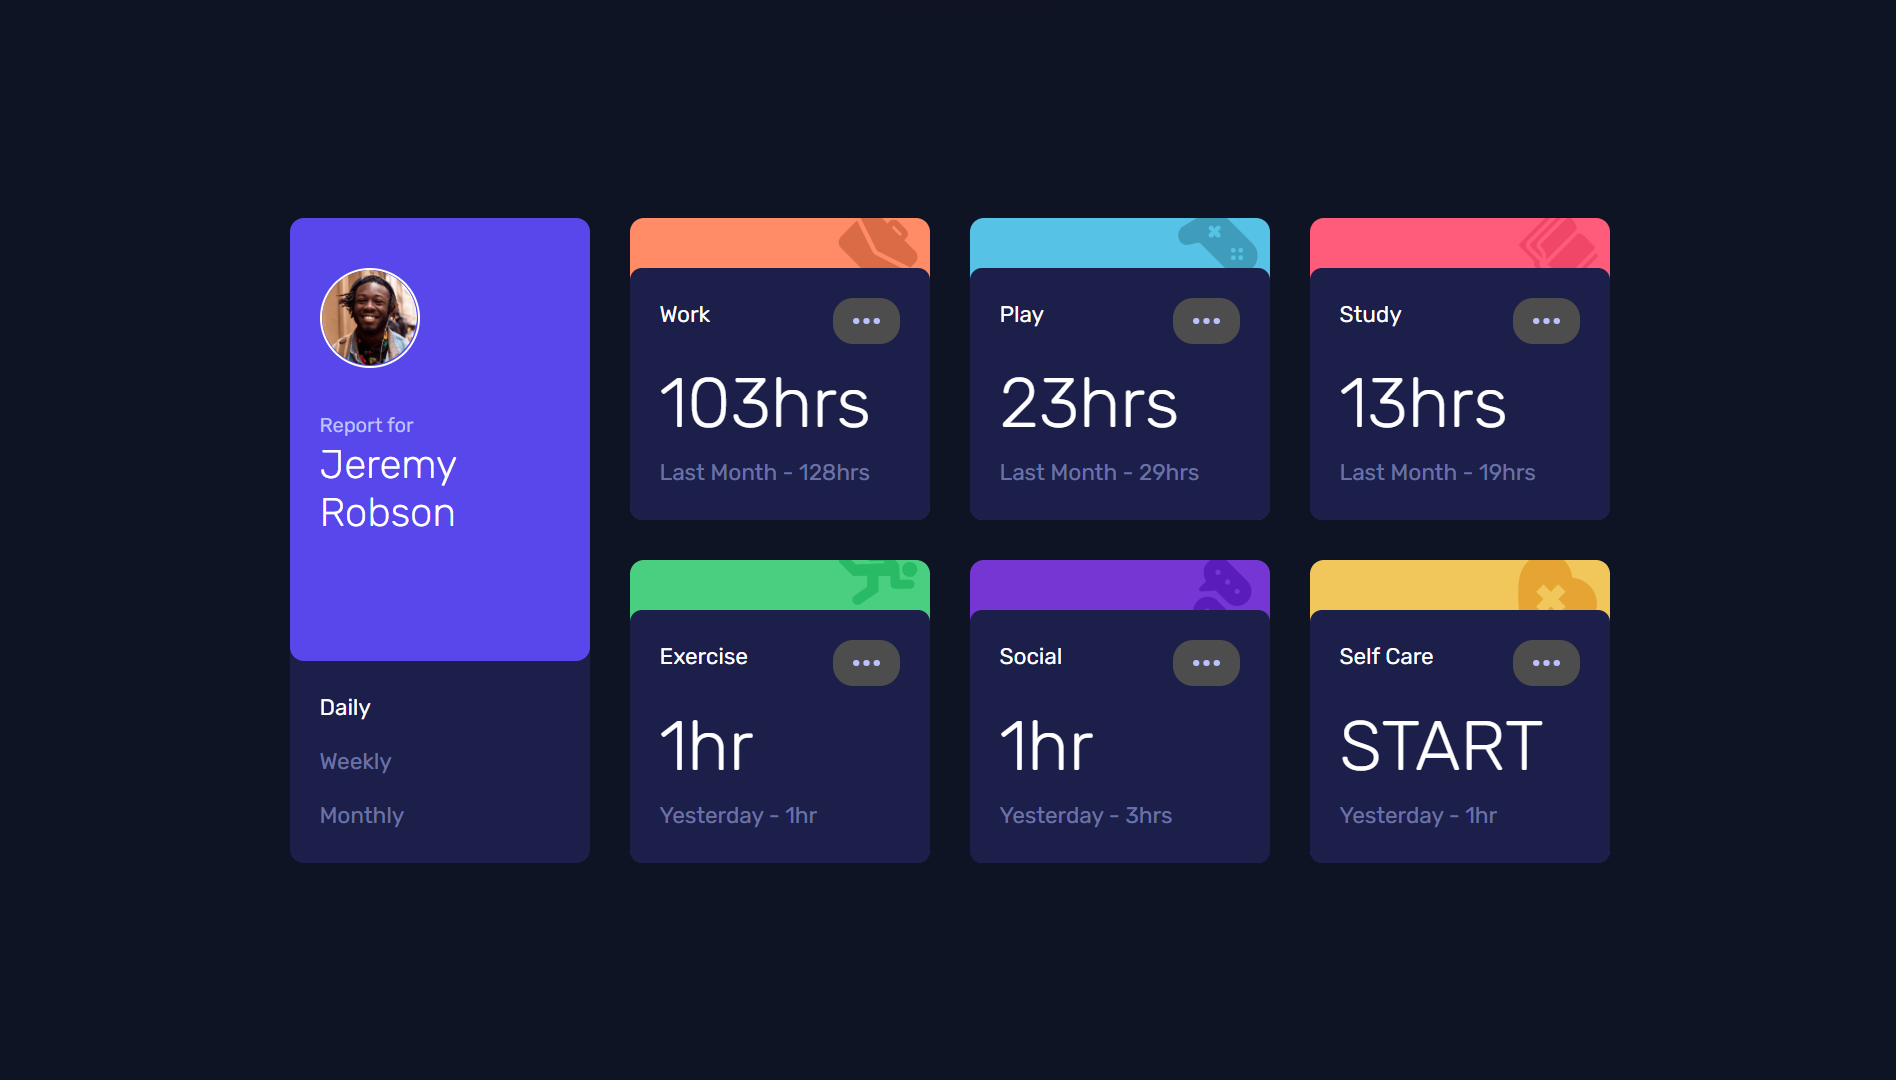 Report for
Jeremy
Robson
Daily
Weekly
Monthly
Work
103hrs
Last Month - 128hrs
Play
23hrs
Last Month - 29hrs
Study
13hrs
Last Month - 19hrs
Exercise
1hr
Yesterday - 1hr
Social
1hr
Yesterday - 3hrs
Self Care
START
Yesterday - 1hr